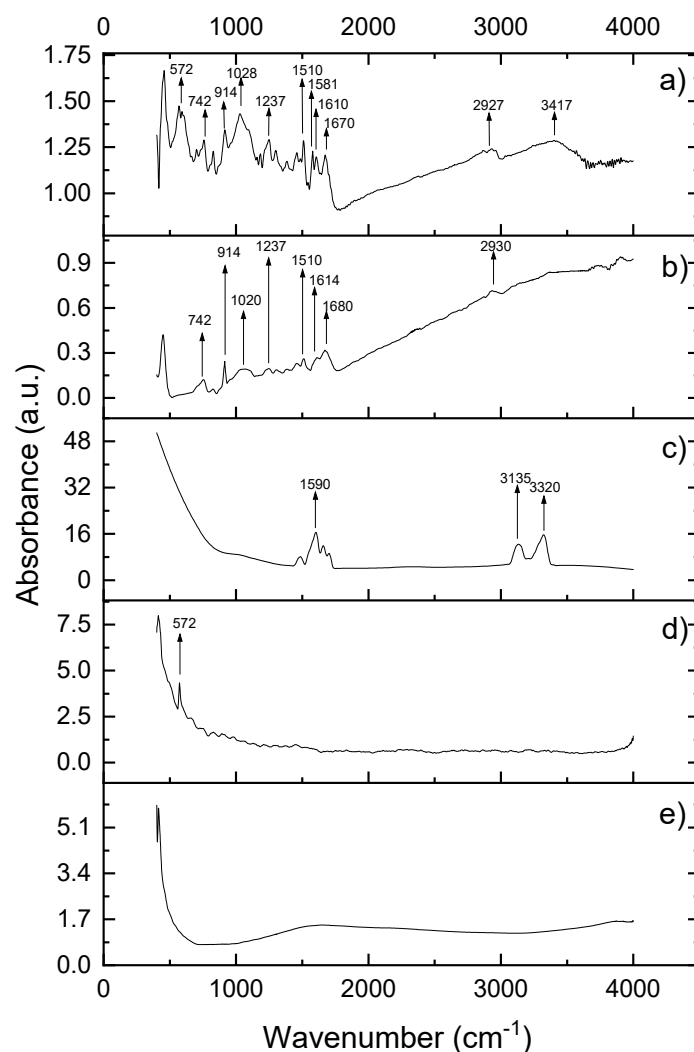 0 1000 2000 3000 4000
a)
572 742 914 1028 1237 1510 1581 1610 1670 2927 3417
1.75
1.50
1.25
1.00
b)
742 914 1020 1237 1510 1614 1680 2930
0.9
0.6
0.3
0.0
c)
1590 3135 3320
48
32
16
0
d)
572
7.5
5.0
2.5
0.0
e)
5.1
3.4
1.7
0.0
0 1000 2000 3000 4000
Absorbance (a.u.)
Wavenumber (cm⁻¹)